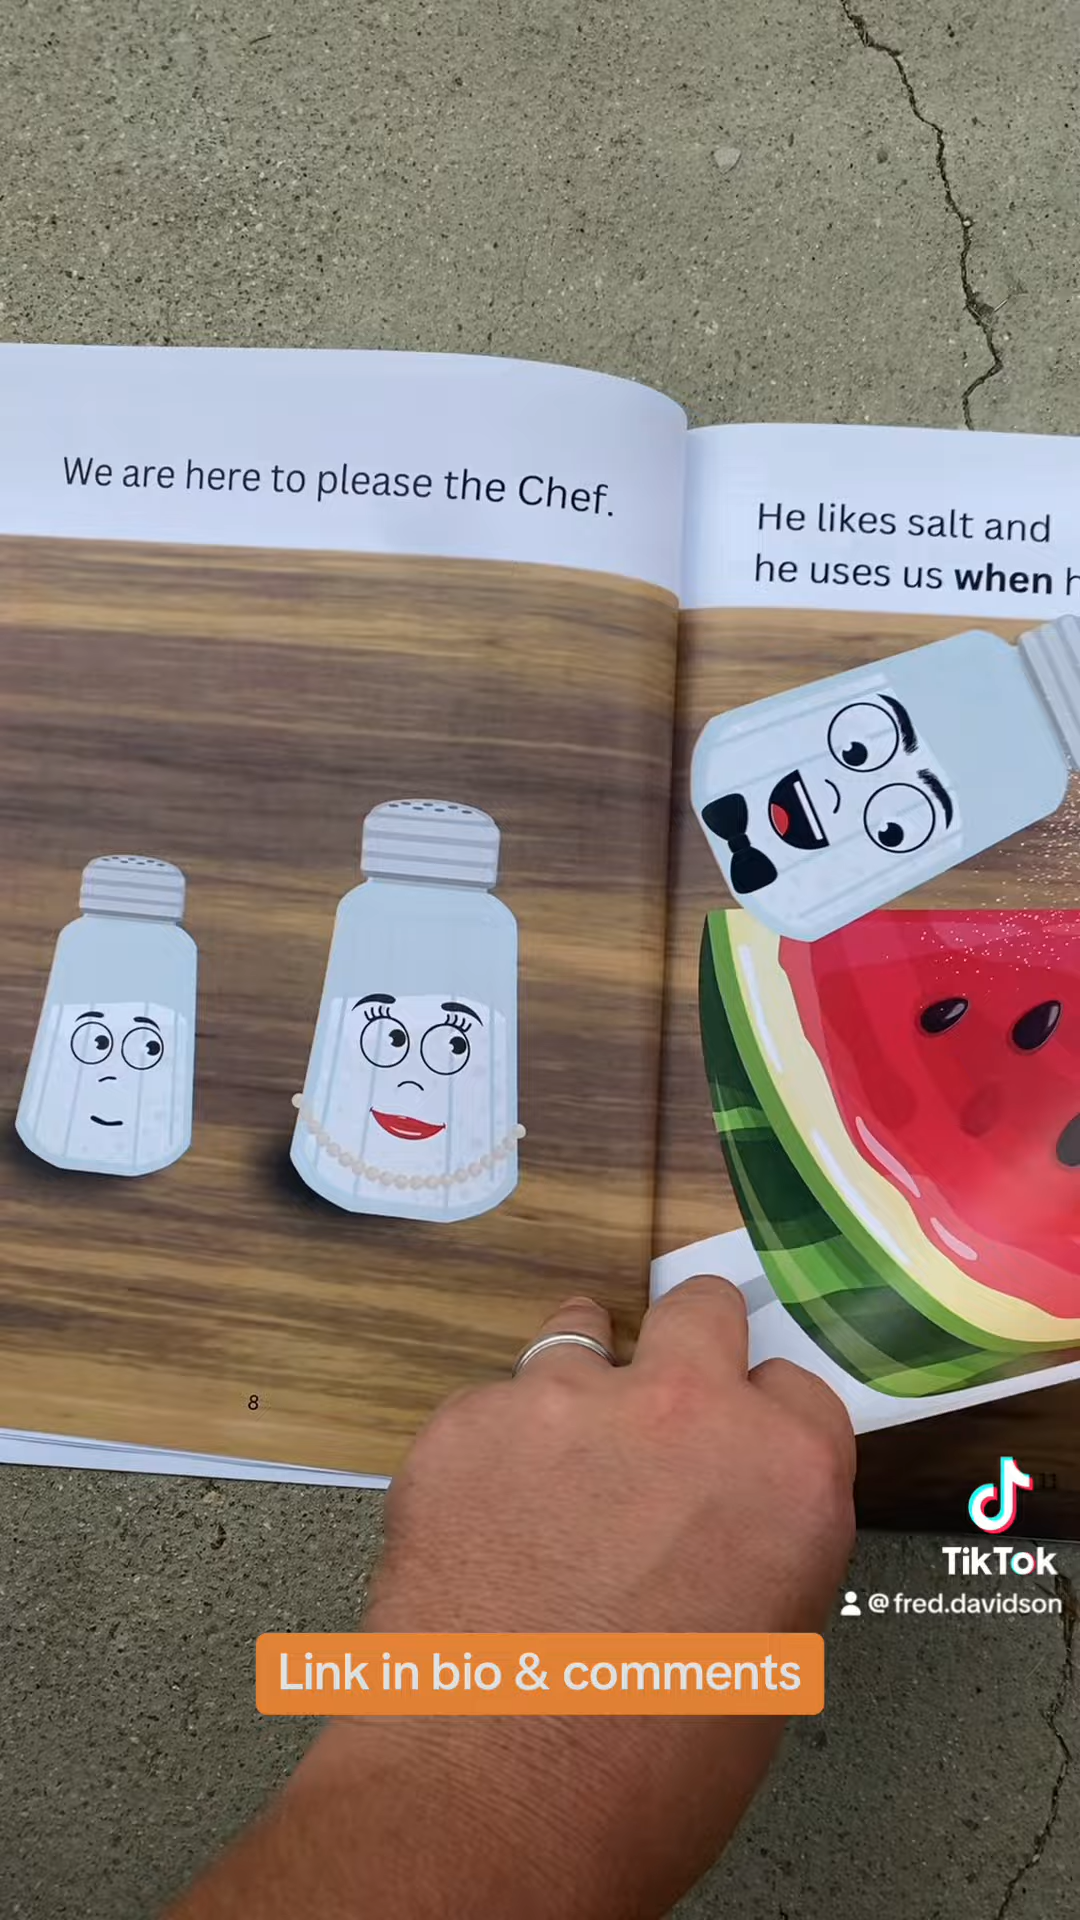 We are here to please the Chef.
He likes salt and
he uses us when
8
11
TikTok
@fred.davidson
Link in bio & comments